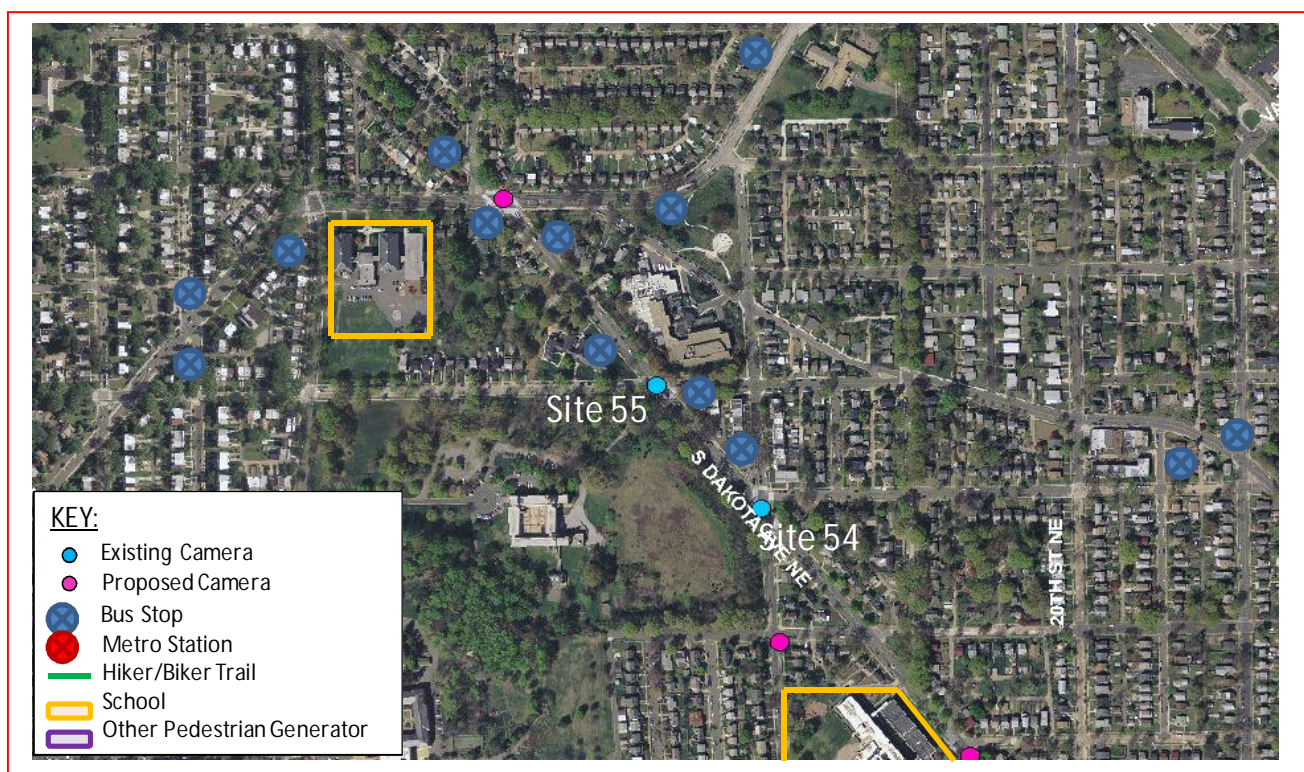 Site 55
S DAKOTA AVE NE
Site 54
20TH ST NE
KEY:
Existing Camera
Proposed Camera
Bus Stop
Metro Station
Hiker/Biker Trail
School
Other Pedestrian Generator